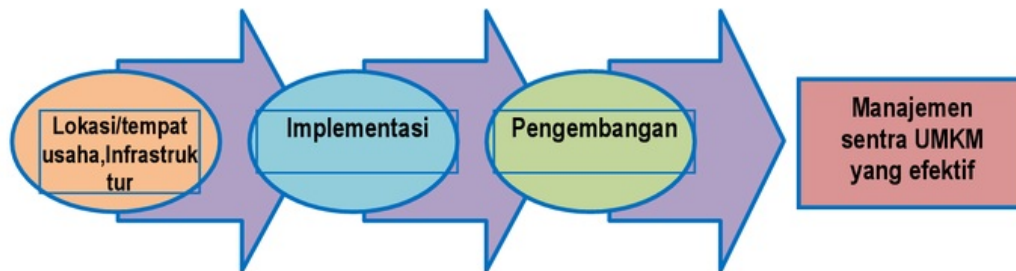 Lokasi/tempat
usaha,Infrastruk
tur
Implementasi
Pengembangan
Manajemen
sentra UMKM
yang efektif